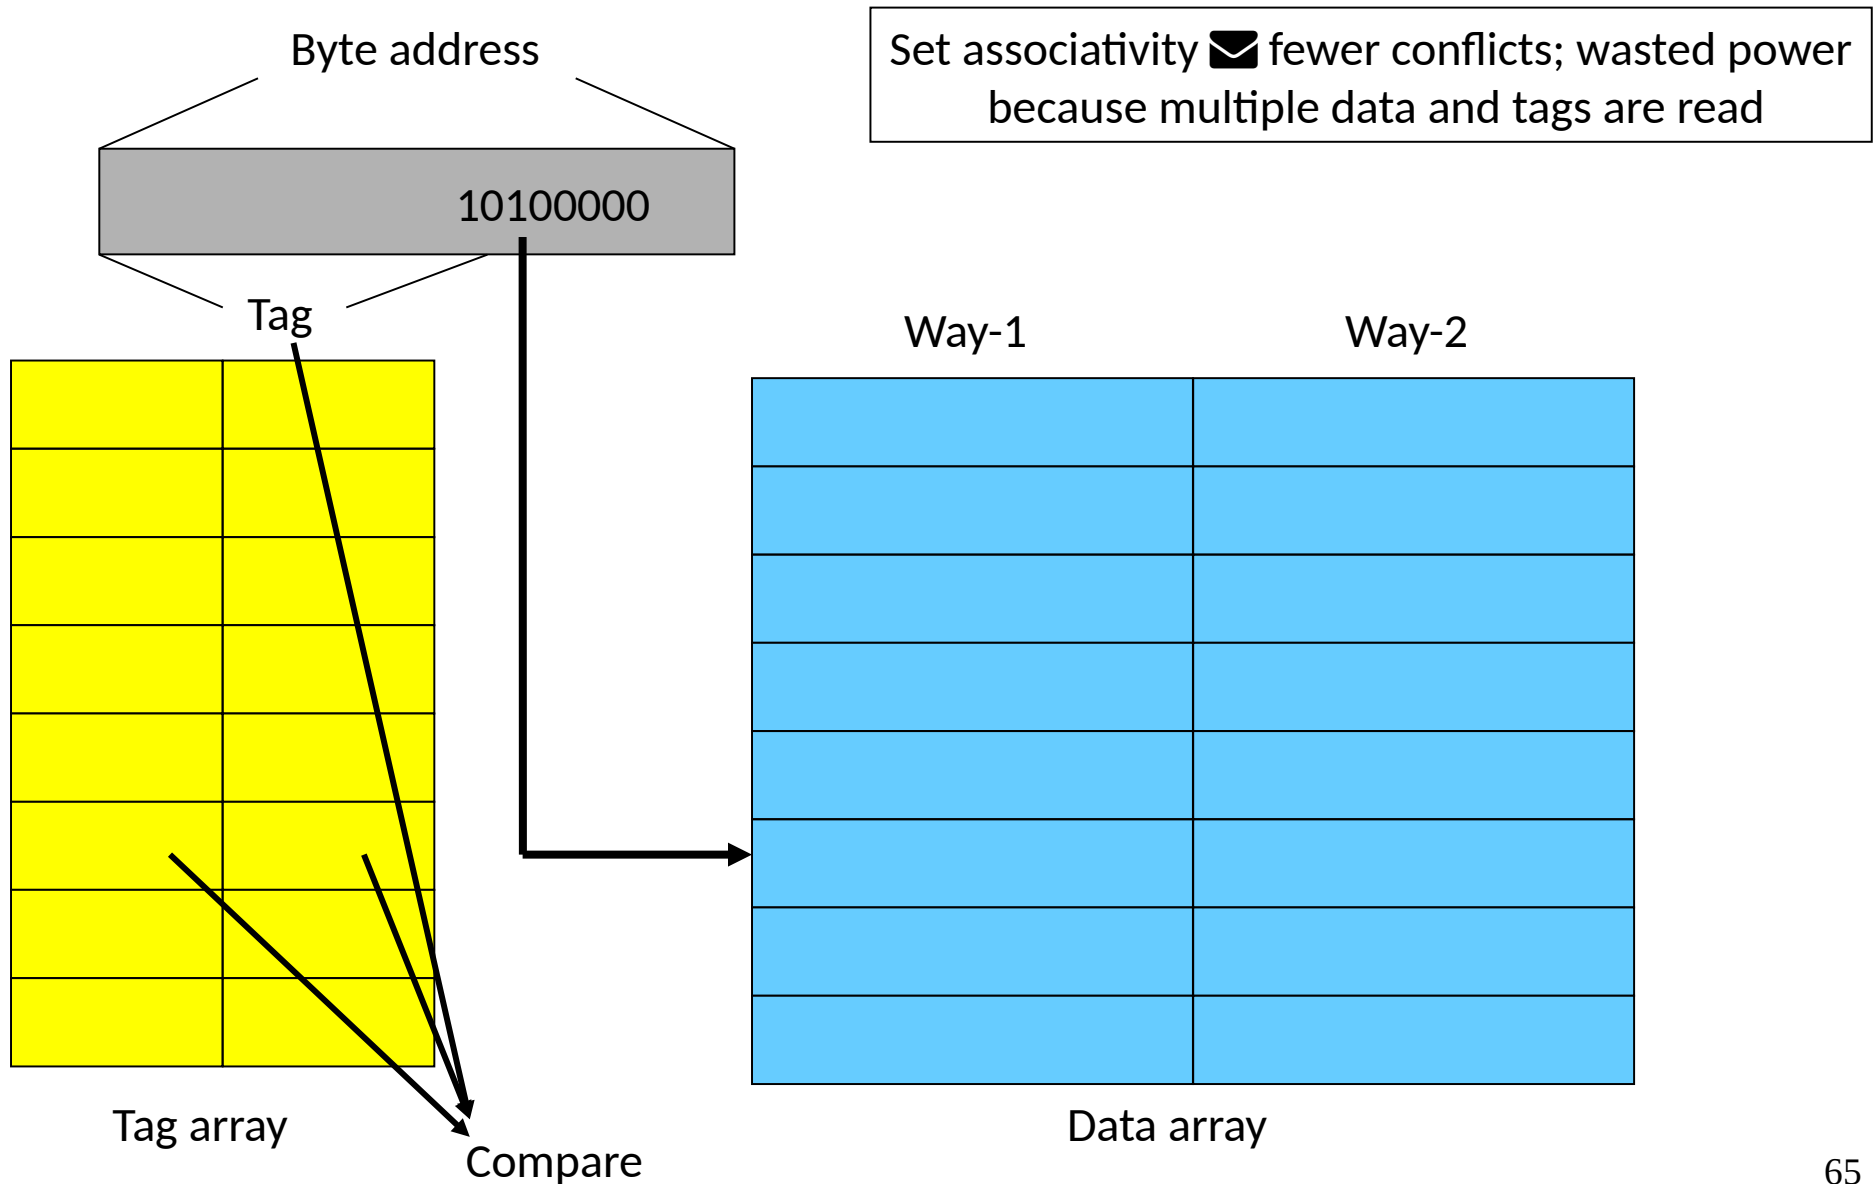 Byte address
Set associativity ✉ fewer conflicts; wasted power
because multiple data and tags are read
10100000
Tag
Way-1
Way-2
Tag array
Data array
Compare
65